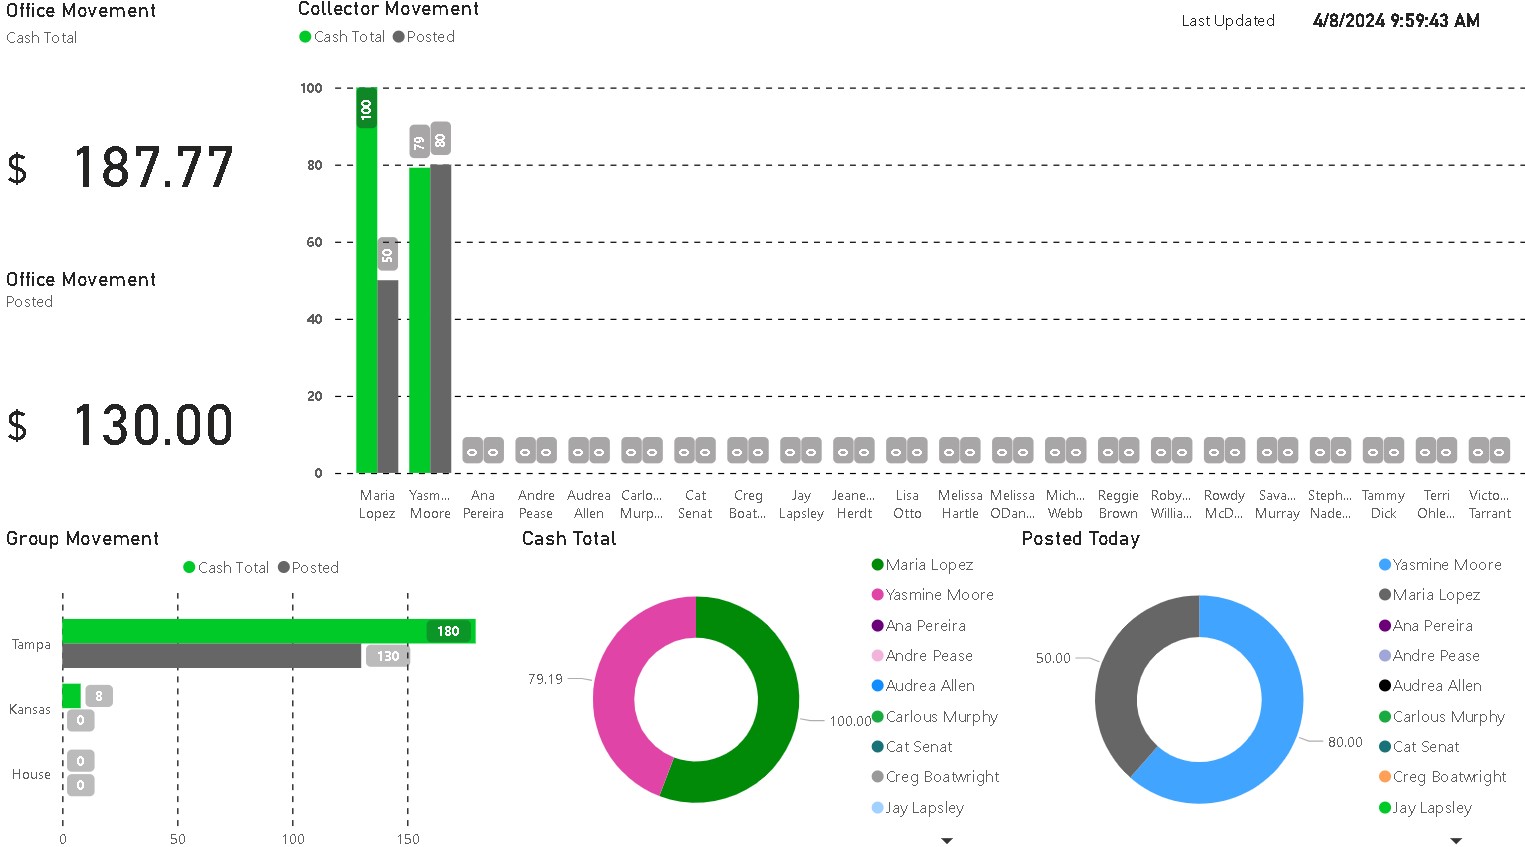 Office Movement
Cash Total
$ 187.77
Office Movement
Posted
$ 130.00
Collector Movement
Cash Total Posted
Last Updated 4/8/2024 9:59:43 AM
100
80
60
40
20
0
100 50 79 80 0 0 0 0 0 0 0 0 0 0 0 0 0 0 0 0 0 0 0 0 0 0 0 0 0 0 0 0 0 0 0 0 0 0 0 0 0 0 0 0
Maria Lopez
Yasm... Moore
Ana Pereira
Andre Pease
Audrea Allen
Carlo... Murp...
Cat Senat
Creg Boat...
Jay Lapsley
Jeane... Herdt
Lisa Otto
Melissa Hartle
Melissa ODan...
Mich... Webb
Reggie Brown
Roby... Willia...
Rowdy McD...
Sava... Murray
Steph... Nade...
Tammy Dick
Terri Ohle...
Victo... Tarrant
Group Movement
Cash Total Posted
Tampa 180
130
Kansas 8
0
House 0
0
0 50 100 150
Cash Total
79.19
100.00
Maria Lopez
Yasmine Moore
Ana Pereira
Andre Pease
Audrea Allen
Carlous Murphy
Cat Senat
Creg Boatwright
Jay Lapsley
Posted Today
50.00
80.00
Yasmine Moore
Maria Lopez
Ana Pereira
Andre Pease
Audrea Allen
Carlous Murphy
Cat Senat
Creg Boatwright
Jay Lapsley